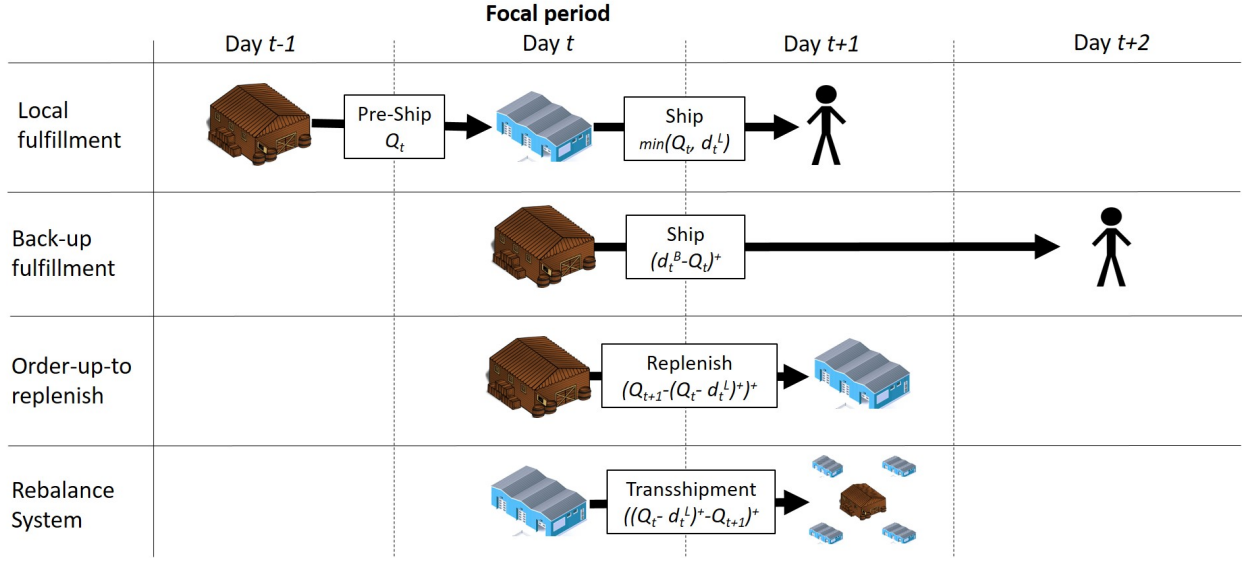 Focal period
Day t-1
Day t
Day t+1
Day t+2
Local
fulfillment
Pre-Ship
Qt
Ship
min(Qt, dtL)
Back-up
fulfillment
Ship
(dtB-Qt)+
Order-up-to
replenish
Replenish
(Qt+1-(Qt- dtL)+)+
Rebalance
System
Transshipment
((Qt- dtL)+-Qt+1)+